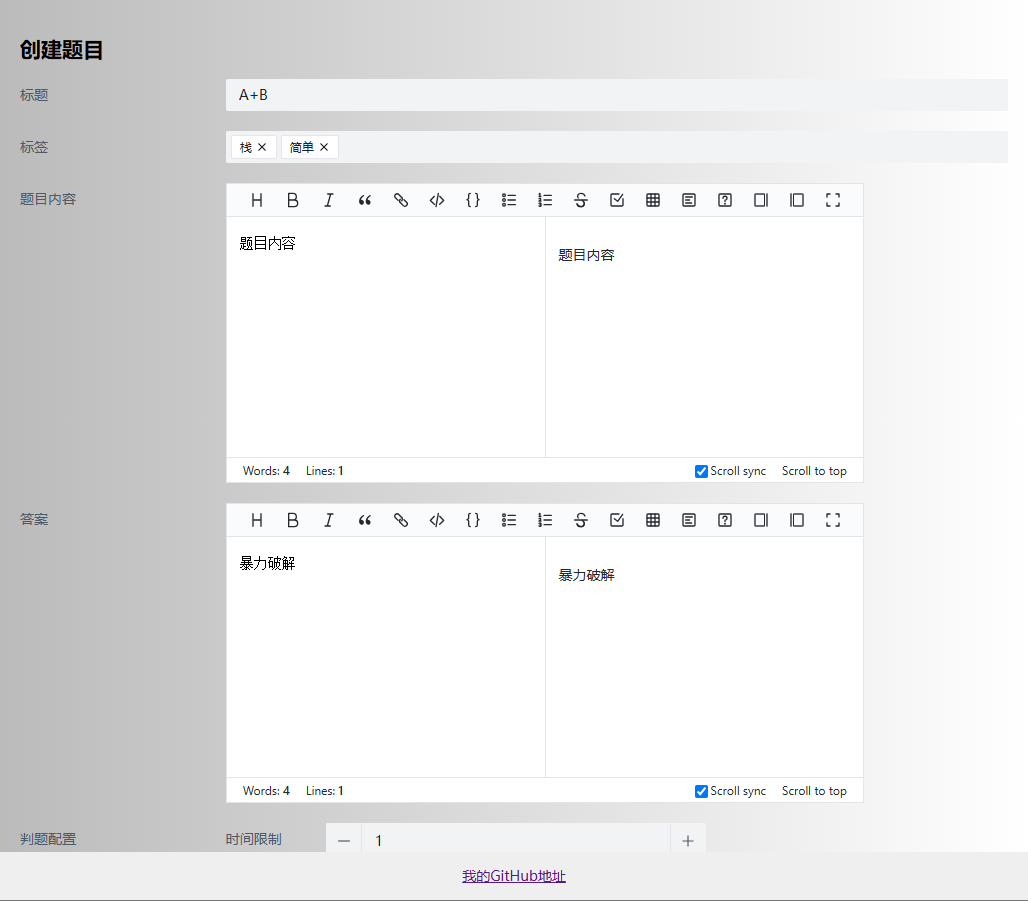 创建题目
标题 A+B
标签 栈 简单
题目内容
题目内容 题目内容
Words: 4 Lines: 1 Scroll sync Scroll to top
答案
暴力破解 暴力破解
Words: 4 Lines: 1 Scroll sync Scroll to top
判题配置 时间限制 1
我的GitHub地址